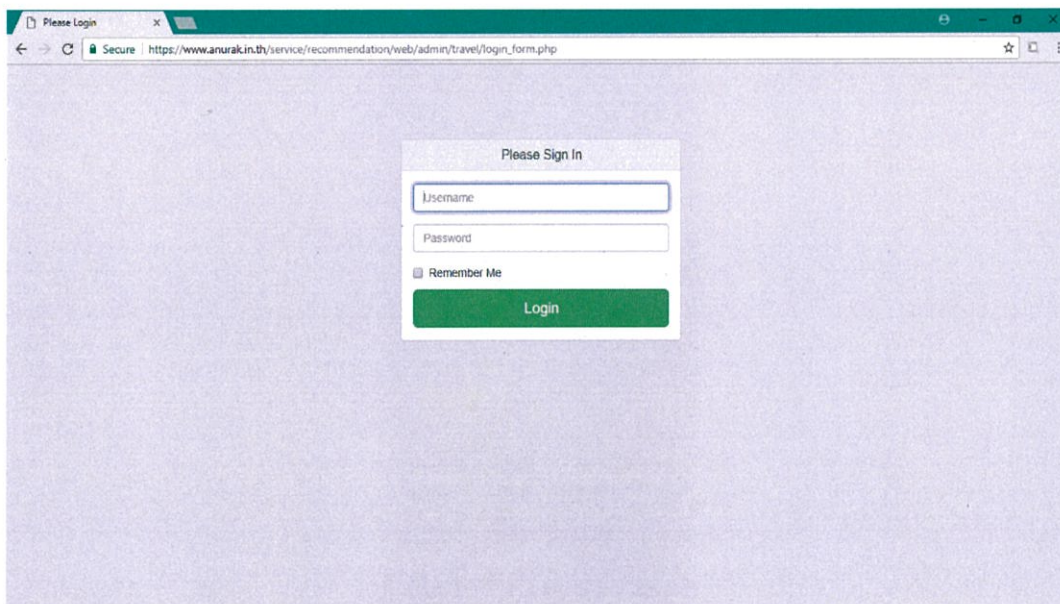 Please Login
Secure https://www.anurak.in.th/service/recommendation/web/admin/travel/login_form.php
Please Sign In
Username
Password
Remember Me
Login